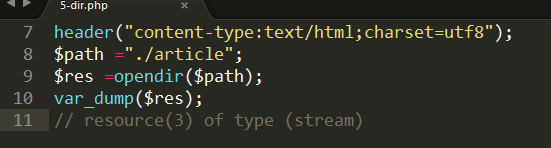 5-dir.php
7 header("content-type:text/html;charset=utf8");
8 $path ="./article";
9 $res =opendir($path);
10 var_dump($res);
11 // resource(3) of type (stream)